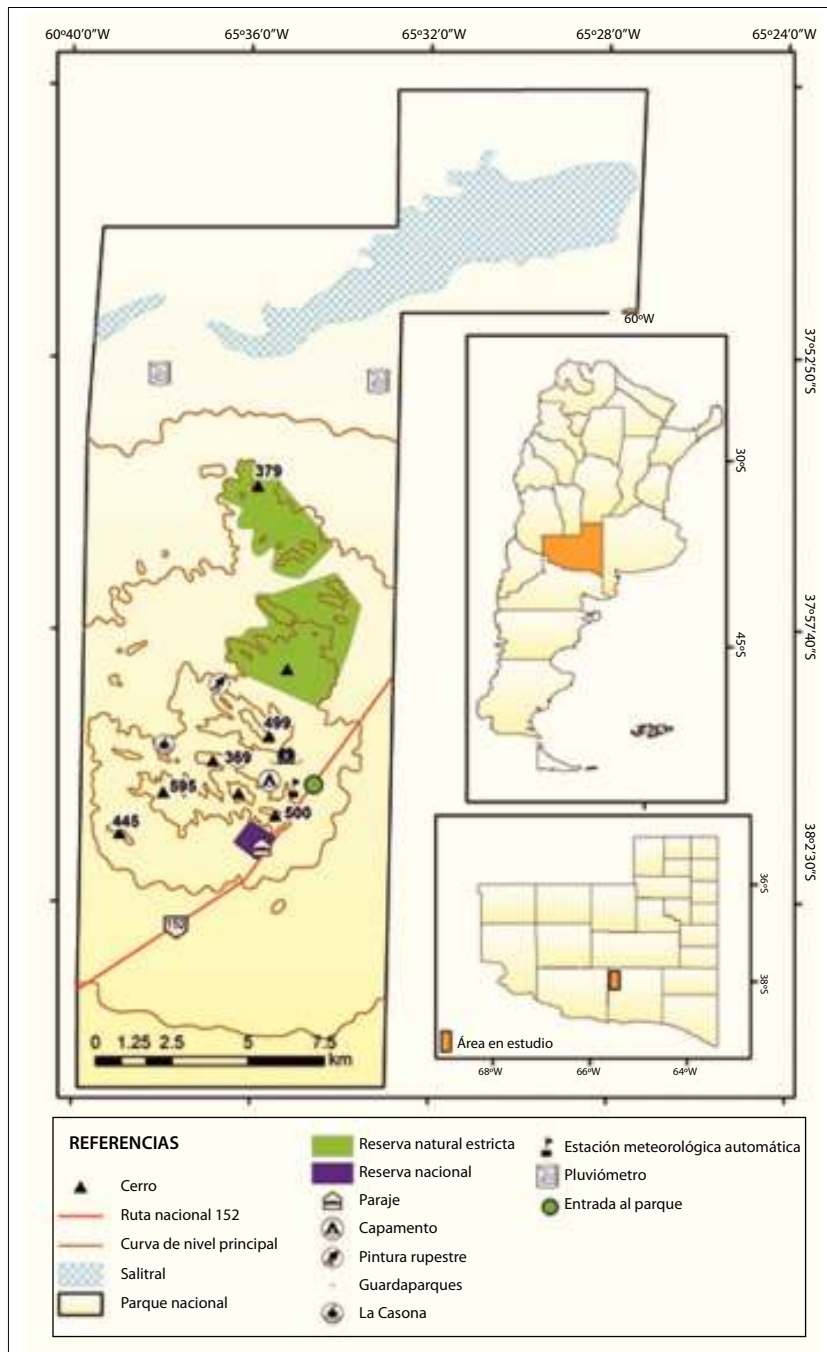 60º40'0"W 65º36'0"W 65º32'0"W 65º28'0"W 65º24'0"W
60ºW
37º52'50"S
30ºS
379
37º57'40"S
45ºS
499
369
595
500
445
38º2'30"S
36ºS
38ºS
152
0 1.25 2.5 5 7.5
km
Área en estudio
68ºW 66ºW 64ºW
REFERENCIAS
Cerro
Ruta nacional 152
Curva de nivel principal
Salitral
Parque nacional
Reserva natural estricta
Reserva nacional
Paraje
Capamento
Pintura rupestre
Guardaparques
La Casona
Estación meteorológica automática
Pluviómetro
Entrada al parque